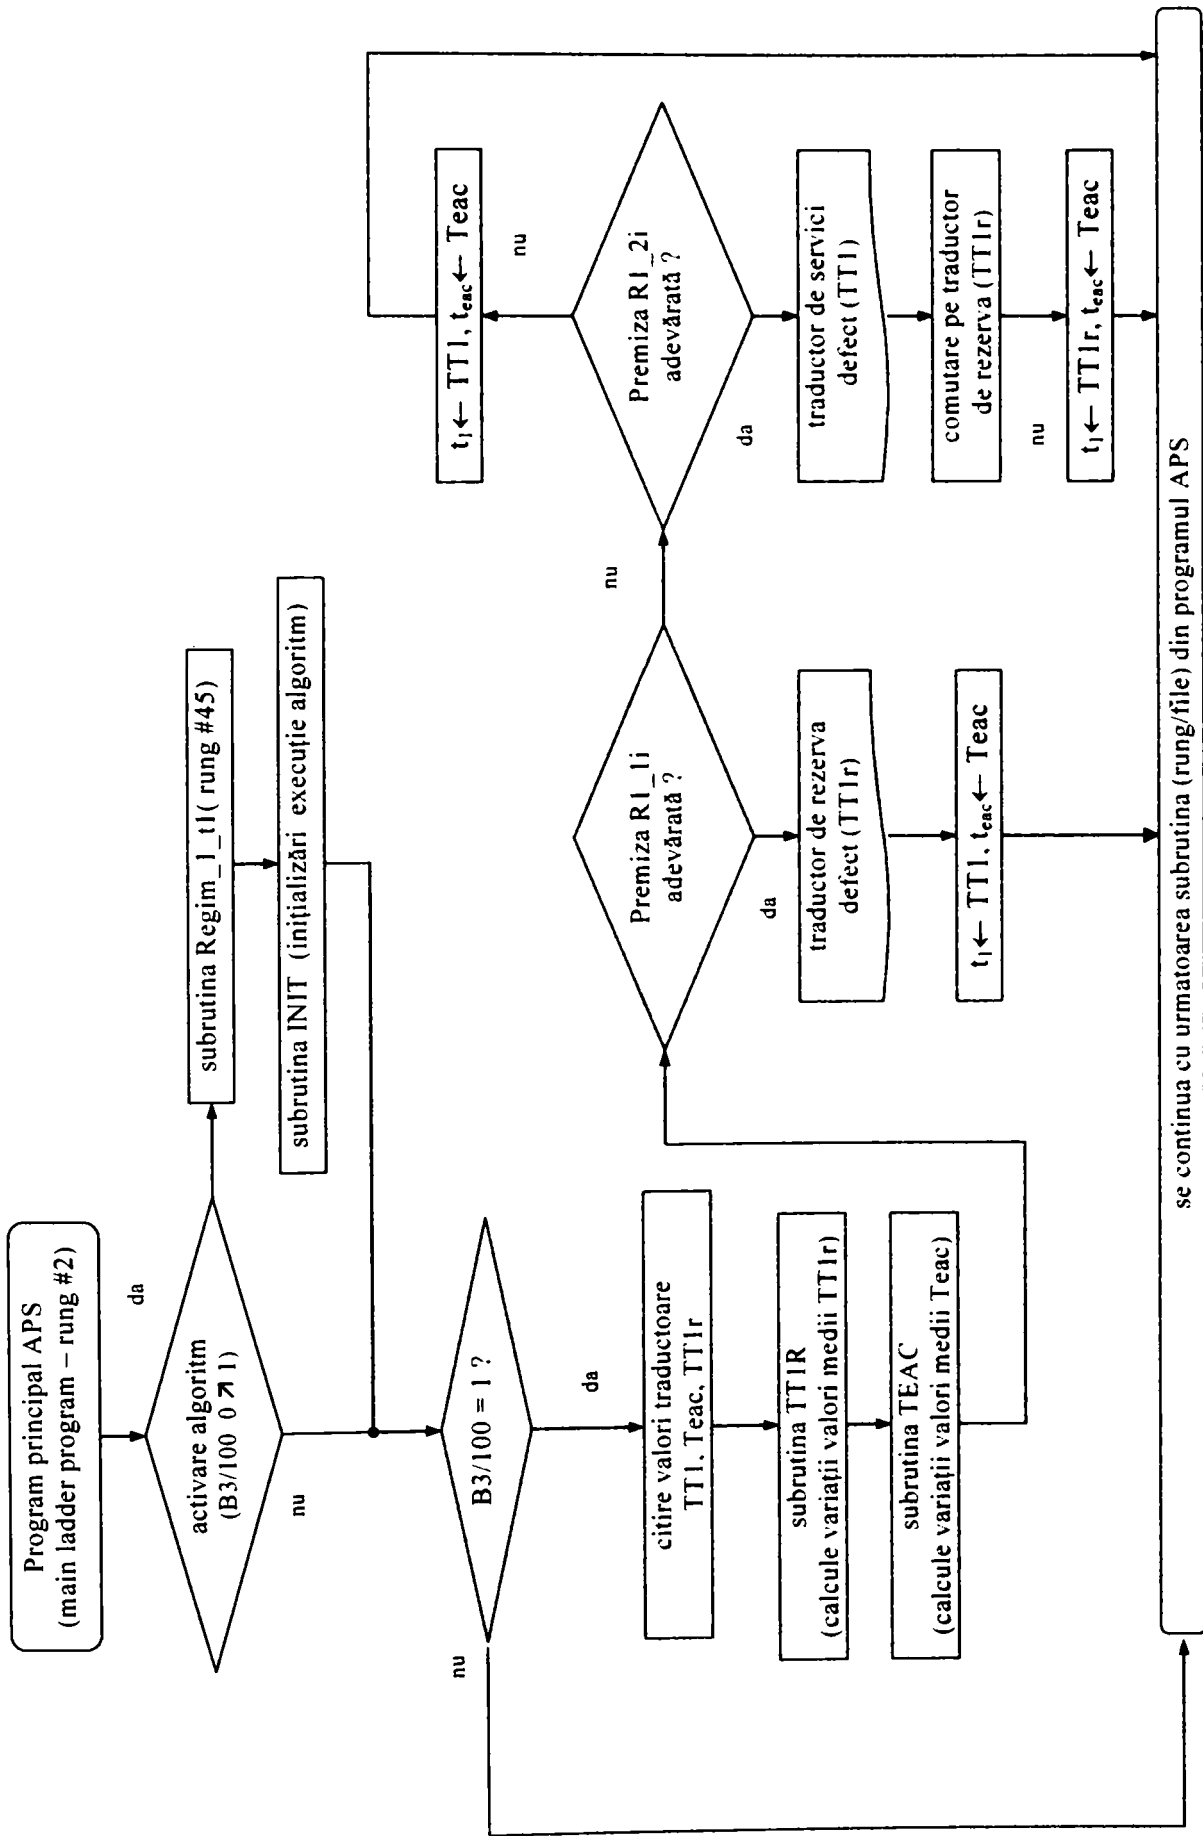 Program principal APS
(main ladder program – rung #2)
da
activare algoritm
(B3/100 0 ↗ 1)
nu
subrutina Regim_1_t1( rung #45)
subrutina INIT (inițializări execuție algoritm)
B3/100 = 1 ?
nu
da
citire valori traductoare
TT1, Teac, TT1r
subrutina TT1R
(calcule variații valori medii TT1r)
subrutina TEAC
(calcule variații valori medii Teac)
Premiza R1_1i
adevărată ?
nu
da
traductor de rezerva
defect (TT1r)
t1← TT1, teac← Teac
Premiza R1_2i
adevărată ?
nu
t1← TT1, teac← Teac
da
traductor de servici
defect (TT1)
comutare pe traductor
de rezerva (TT1r)
nu
t1← TT1r, teac← Teac
se continua cu urmatoarea subrutina (rung/file) din programul APS